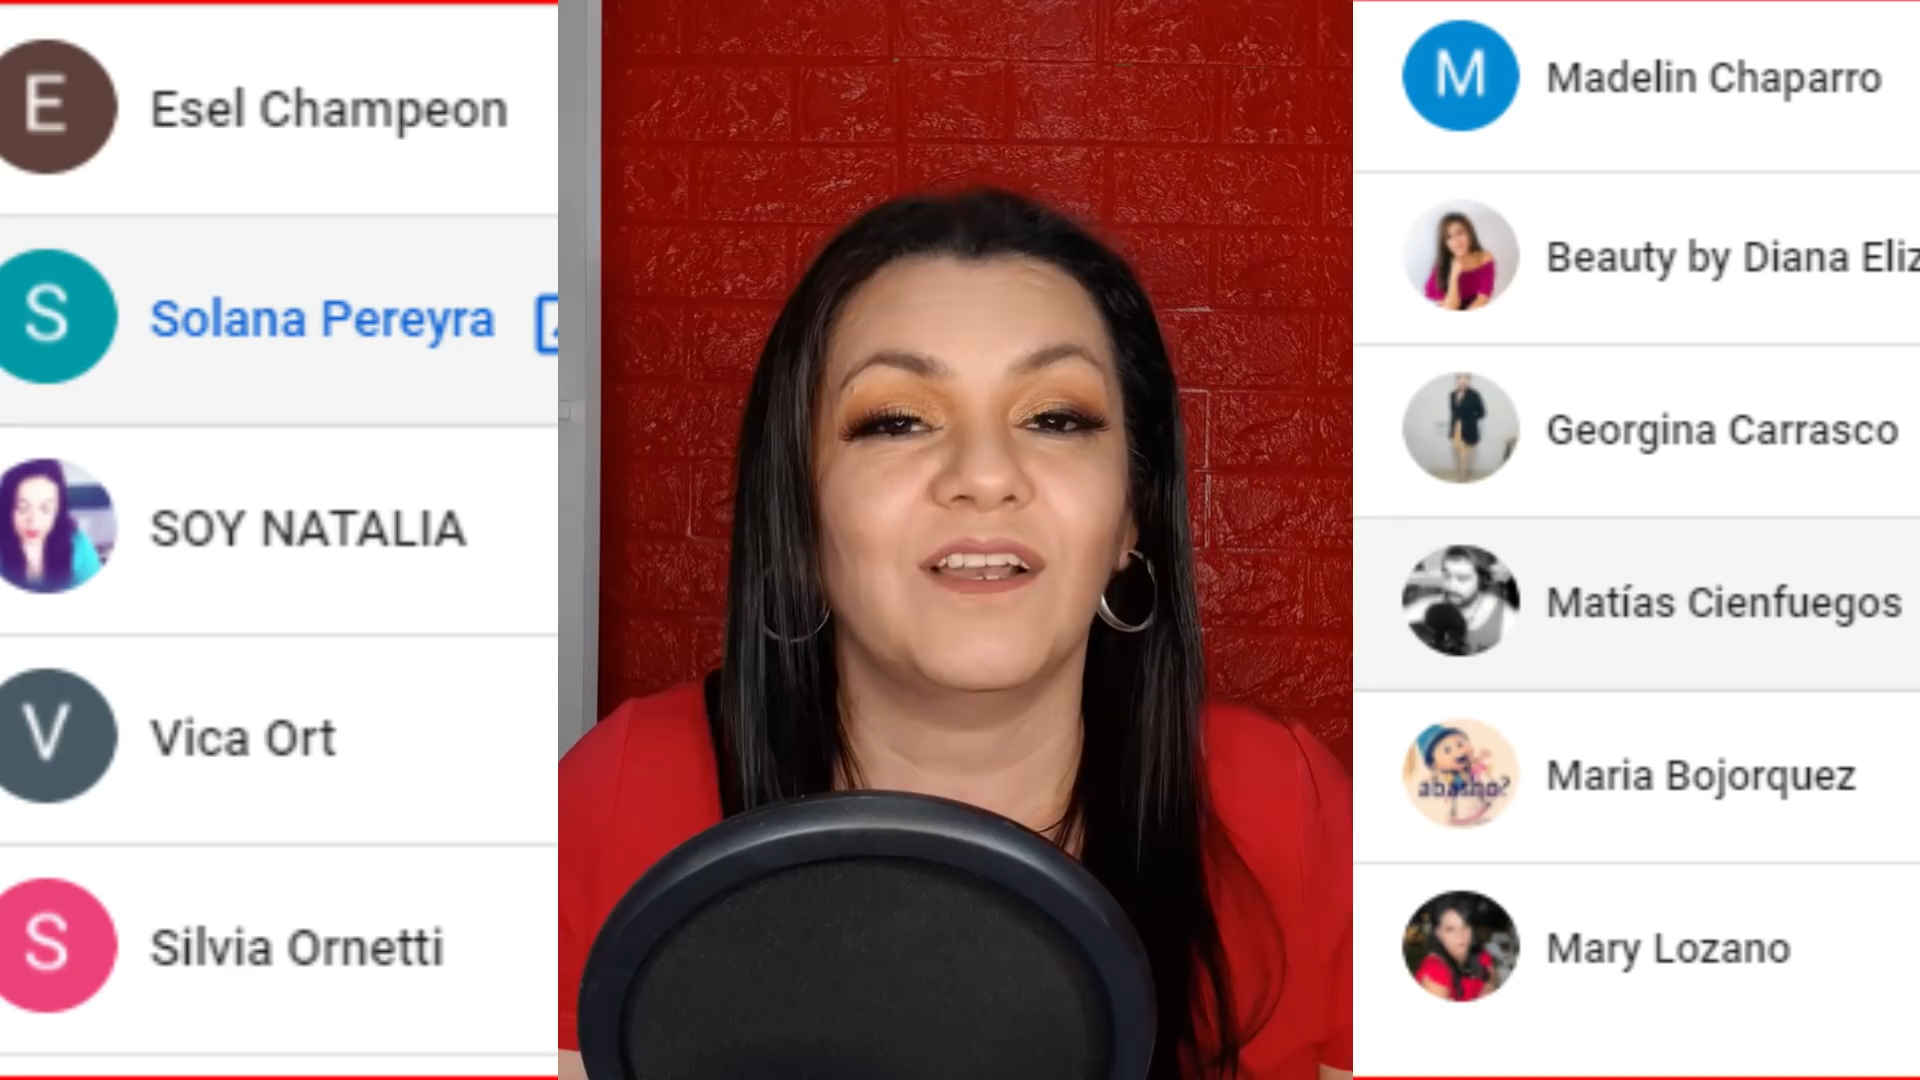 E
Esel Champeon
S
Solana Pereyra
SOY NATALIA
V
Vica Ort
S
Silvia Ornetti
M
Madelin Chaparro
Beauty by Diana Eliz
Georgina Carrasco
Matías Cienfuegos
Maria Bojorquez
Mary Lozano